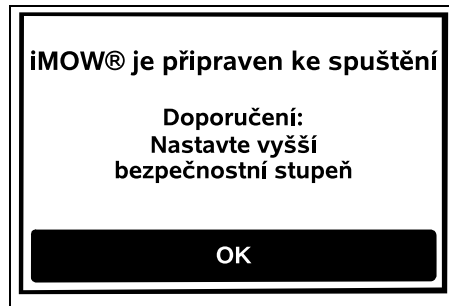 iMOW® je připraven ke spuštění
Doporučení:
Nastavte vyšší
bezpečnostní stupeň
OK